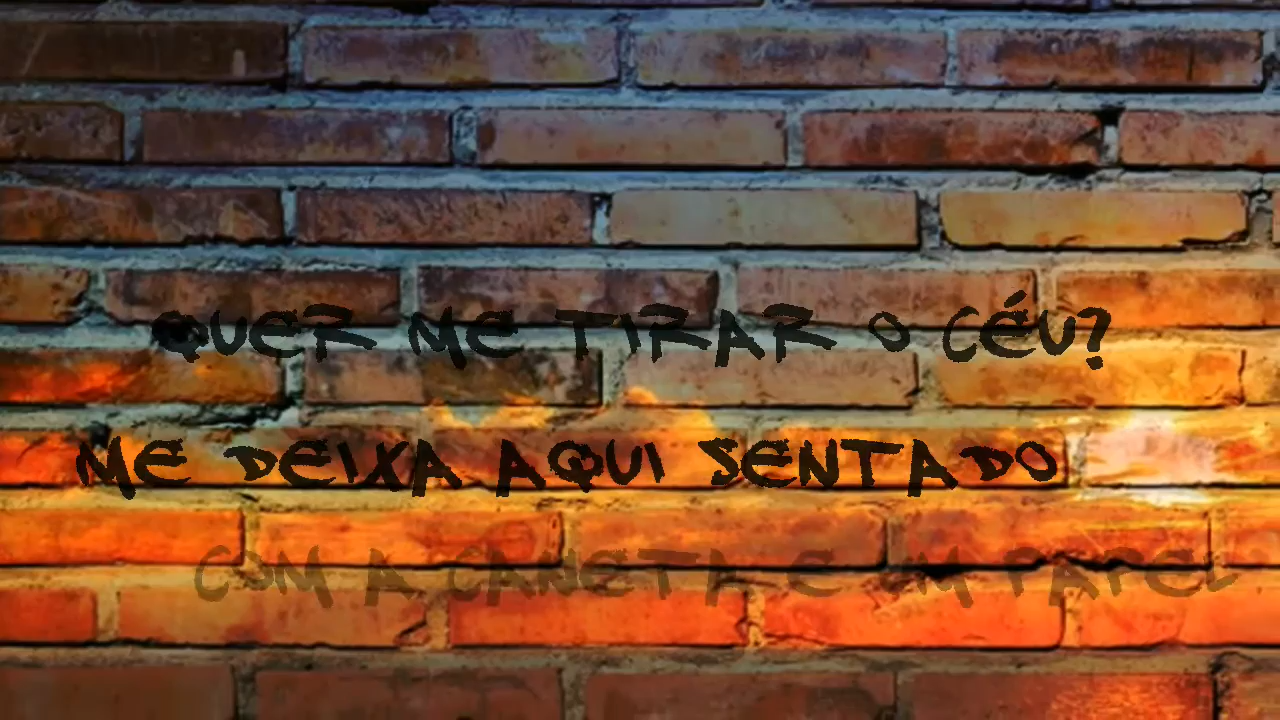 QUER ME TIRAR O CÉU?
ME DEIXA AQUI SENTADO
COM A CANETA E UM PAPEL